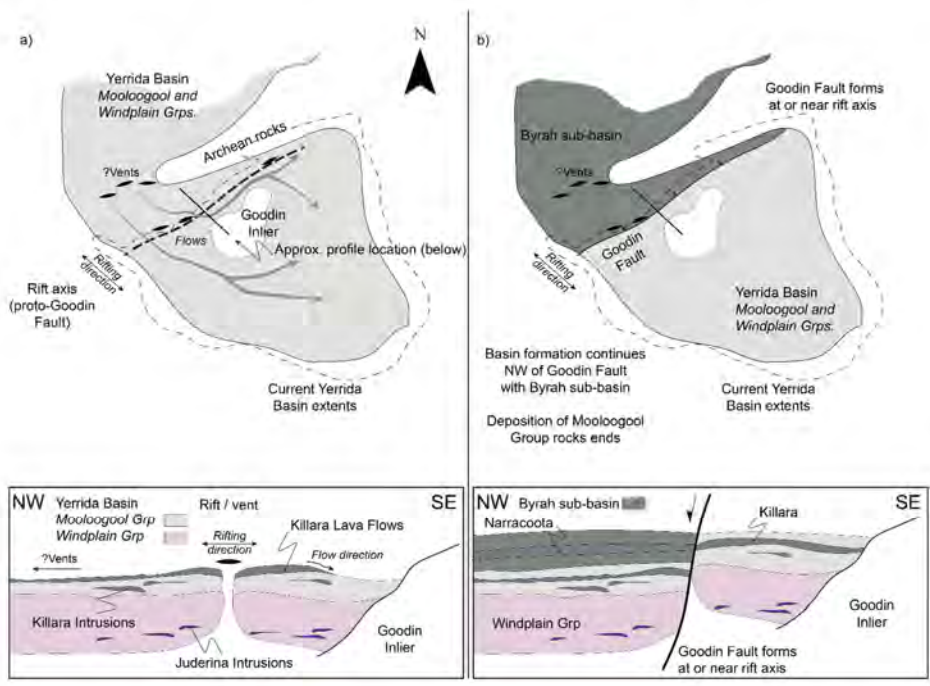 a)
N
Yerrida Basin
Mooloogool and
Windplain Grps.
Archean rocks
?Vents
Goodin
Inlier
Flows
Approx. profile location (below)
Rifting
direction
Rift axis
(proto-Goodin
Fault)
Current Yerrida
Basin extents
b)
Goodin Fault forms
at or near rift axis
Byrah sub-basin
?Vents
Goodin
Fault
Rifting
direction
Yerrida Basin
Mooloogool and
Windplain Grps.
Basin formation continues
NW of Goodin Fault
with Byrah sub-basin
Current Yerrida
Basin extents
Deposition of Mooloogool
Group rocks ends
NW
Yerrida Basin
Rift / vent
SE
Mooloogool Grp
Windplain Grp
Killara Lava Flows
Rifting
direction
Flow direction
?Vents
Killara Intrusions
Goodin
Inlier
Juderina Intrusions
NW
Byrah sub-basin
SE
Narracoota
Killara
Windplain Grp
Goodin
Inlier
Goodin Fault forms
at or near rift axis